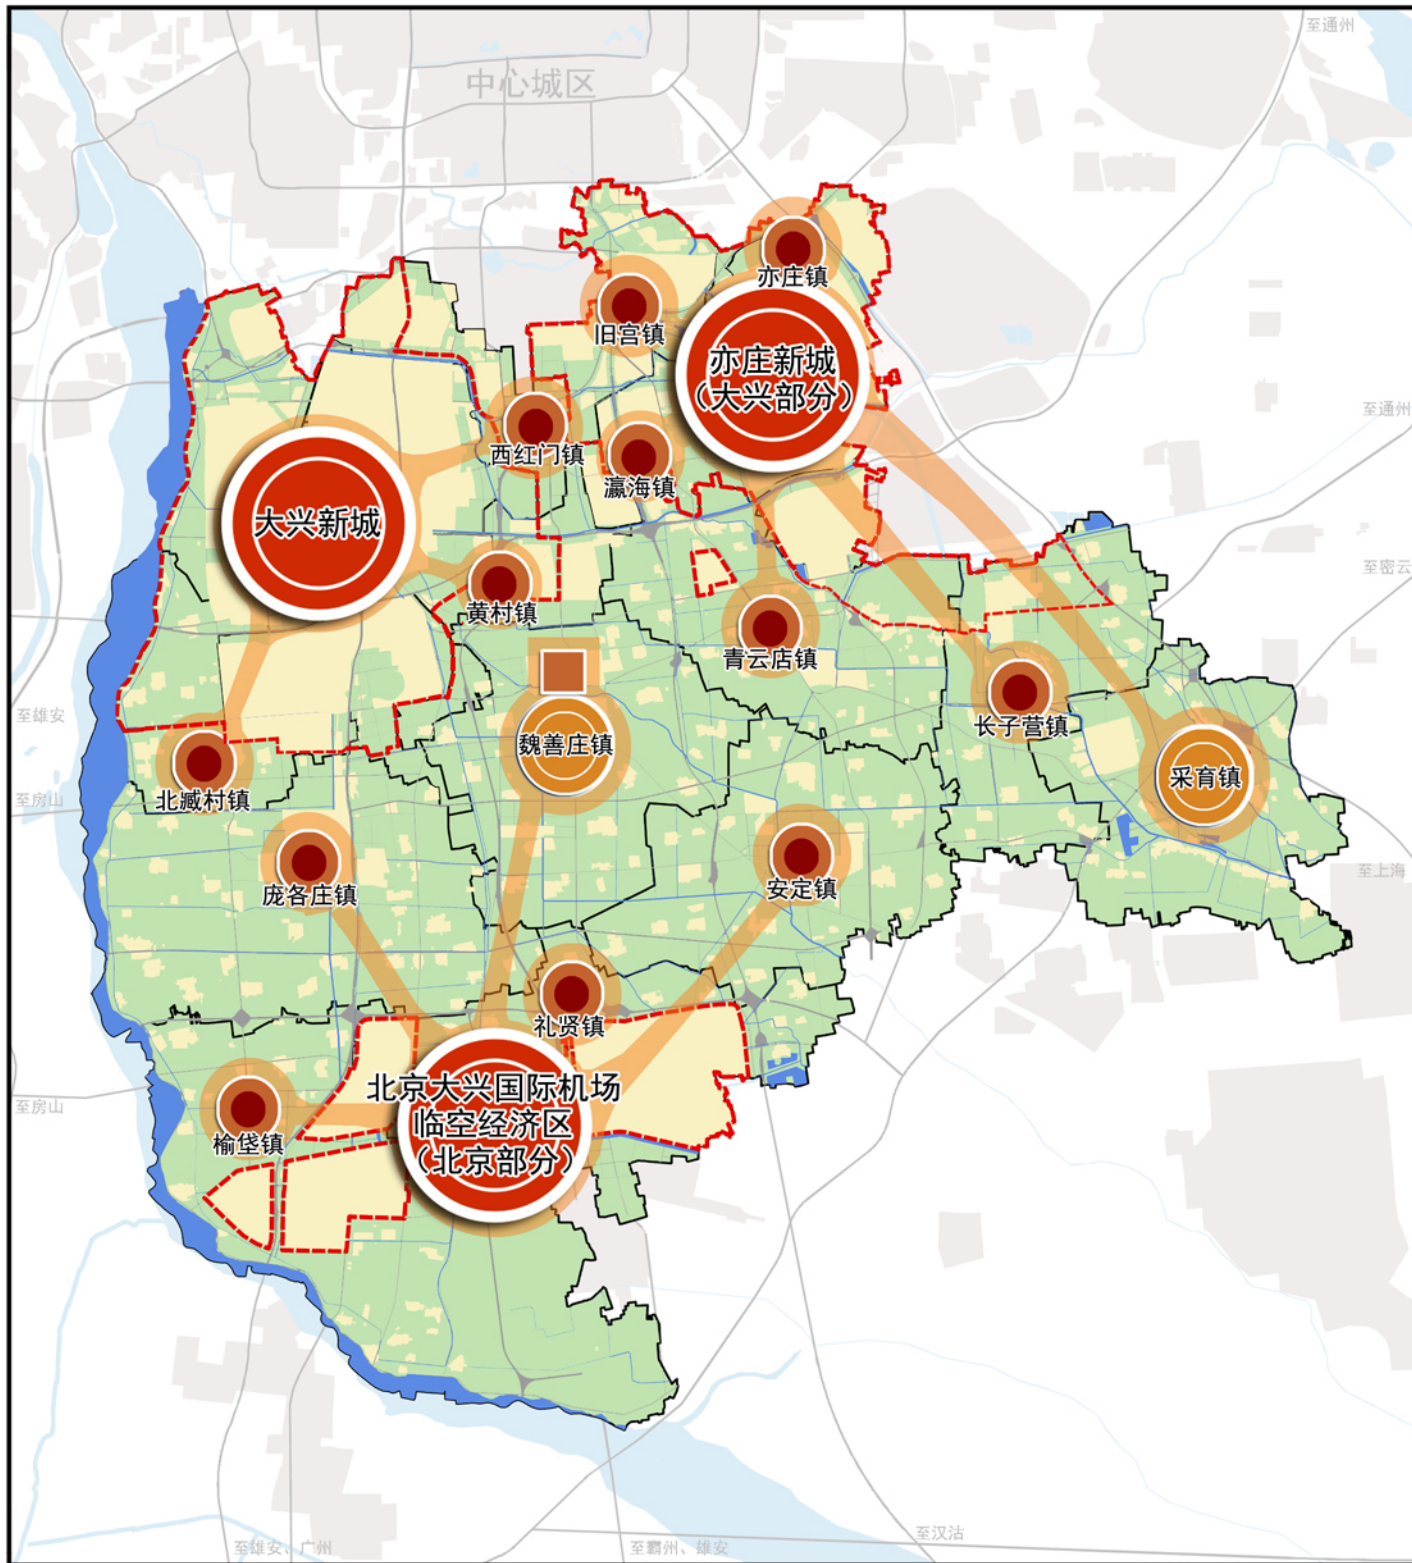 至通州
中心城区
亦庄镇
旧宫镇
亦庄新城
（大兴部分）
至通州
西红门镇
瀛海镇
大兴新城
至密云
黄村镇
青云店镇
至雄安
长子营镇
魏善庄镇
采育镇
至房山
北臧村镇
至上海
庞各庄镇
安定镇
礼贤镇
北京大兴国际机场
临空经济区
（北京部分）
至房山
榆垡镇
至汉沽
至雄安、广州
至霸州、雄安